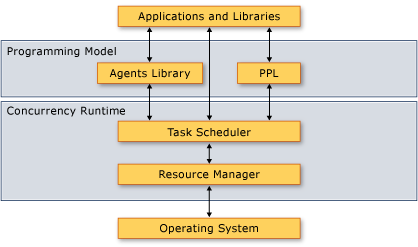 Applications and Libraries
Programming Model
Agents Library
PPL
Concurrency Runtime
Task Scheduler
Resource Manager
Operating System